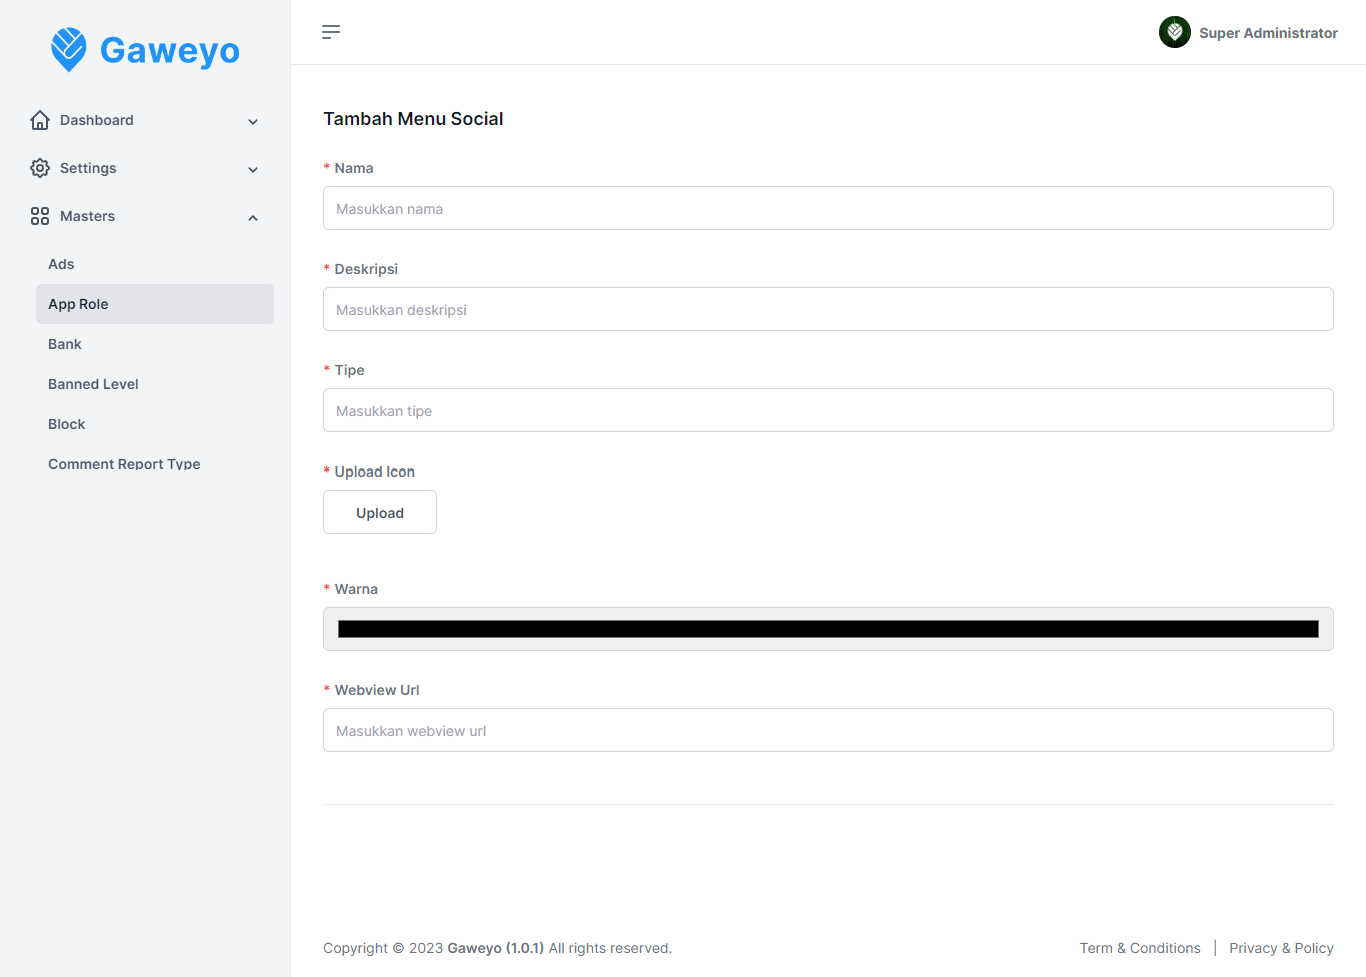 Gaweyo
Super Administrator
Dashboard
Settings
Masters
Ads
App Role
Bank
Banned Level
Block
Comment Report Type
Tambah Menu Social
* Nama
Masukkan nama
* Deskripsi
Masukkan deskripsi
* Tipe
Masukkan tipe
* Upload Icon
Upload
* Warna
* Webview Url
Masukkan webview url
Copyright © 2023 Gaweyo (1.0.1) All rights reserved.
Term & Conditions | Privacy & Policy